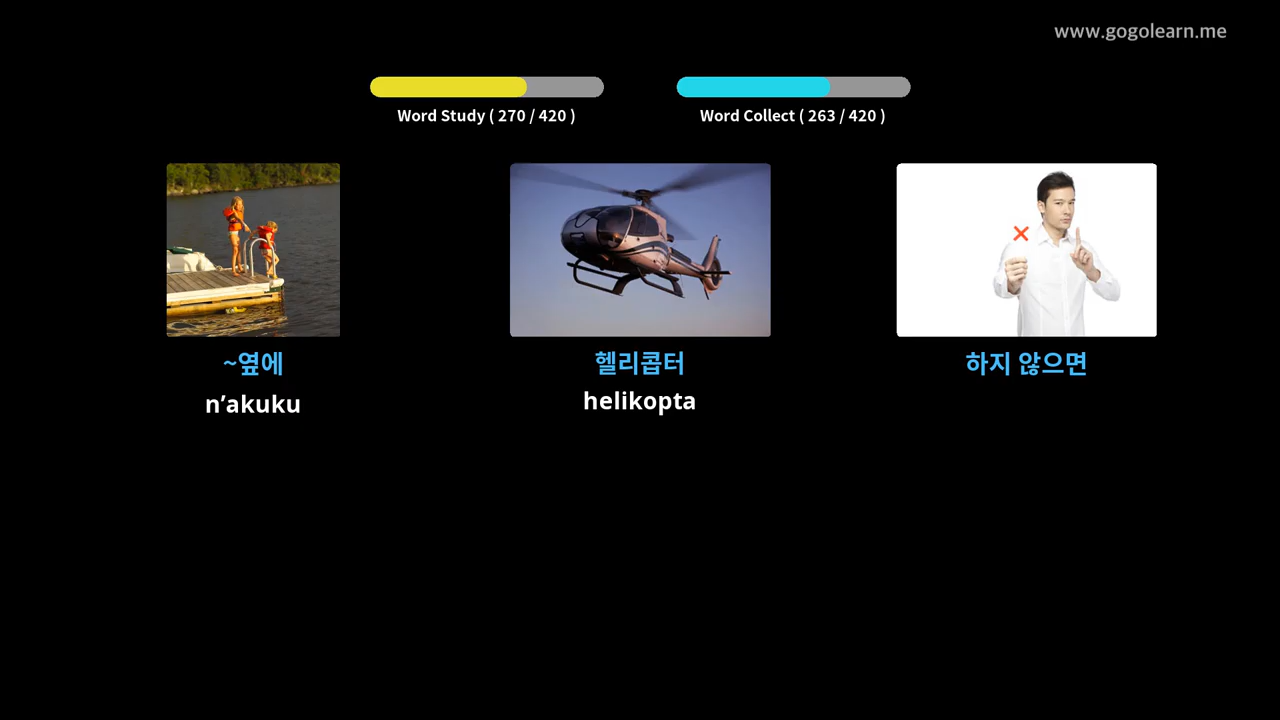 www.gogolearn.me
Word Study ( 270 / 420 )
Word Collect ( 263 / 420 )
~옆에
헬리콥터
하지 않으면
n’akuku
helikopta